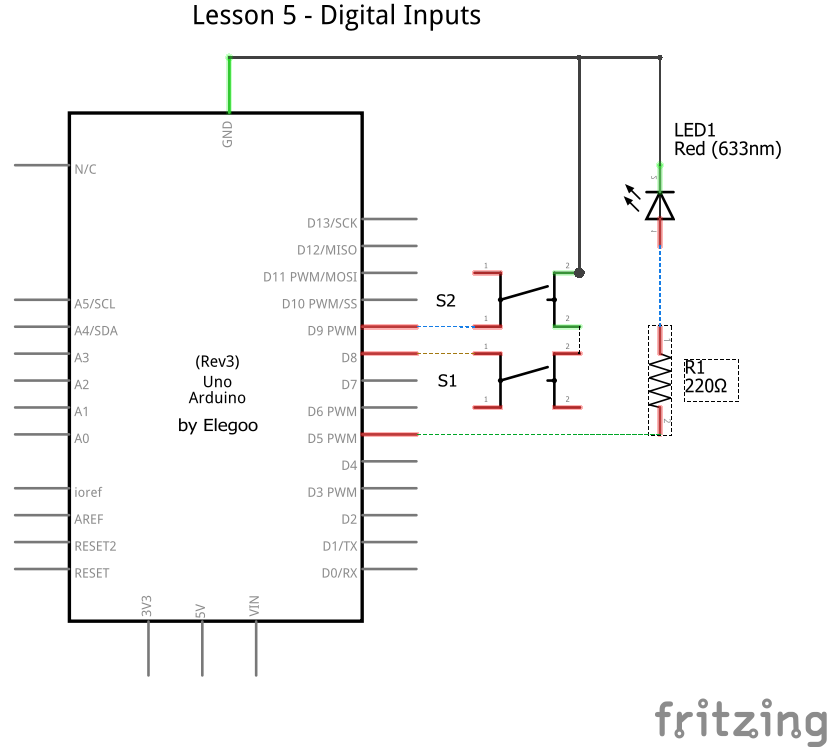 Lesson 5 - Digital Inputs
LED1
Red (633nm)
GND
N/C
D13/SCK
D12/MISO
D11 PWM/MOSI
1
2
A5/SCL
D10 PWM/SS
S2
A4/SDA
D9 PWM
1
2
A3
D8
1
2
(Rev3)
Uno
Arduino
by Elegoo
A2
D7
S1
R1
220Ω
A1
D6 PWM
1
2
A0
D5 PWM
D4
ioref
D3 PWM
AREF
D2
RESET2
D1/TX
RESET
D0/RX
3V3
5V
VIN
fritzing